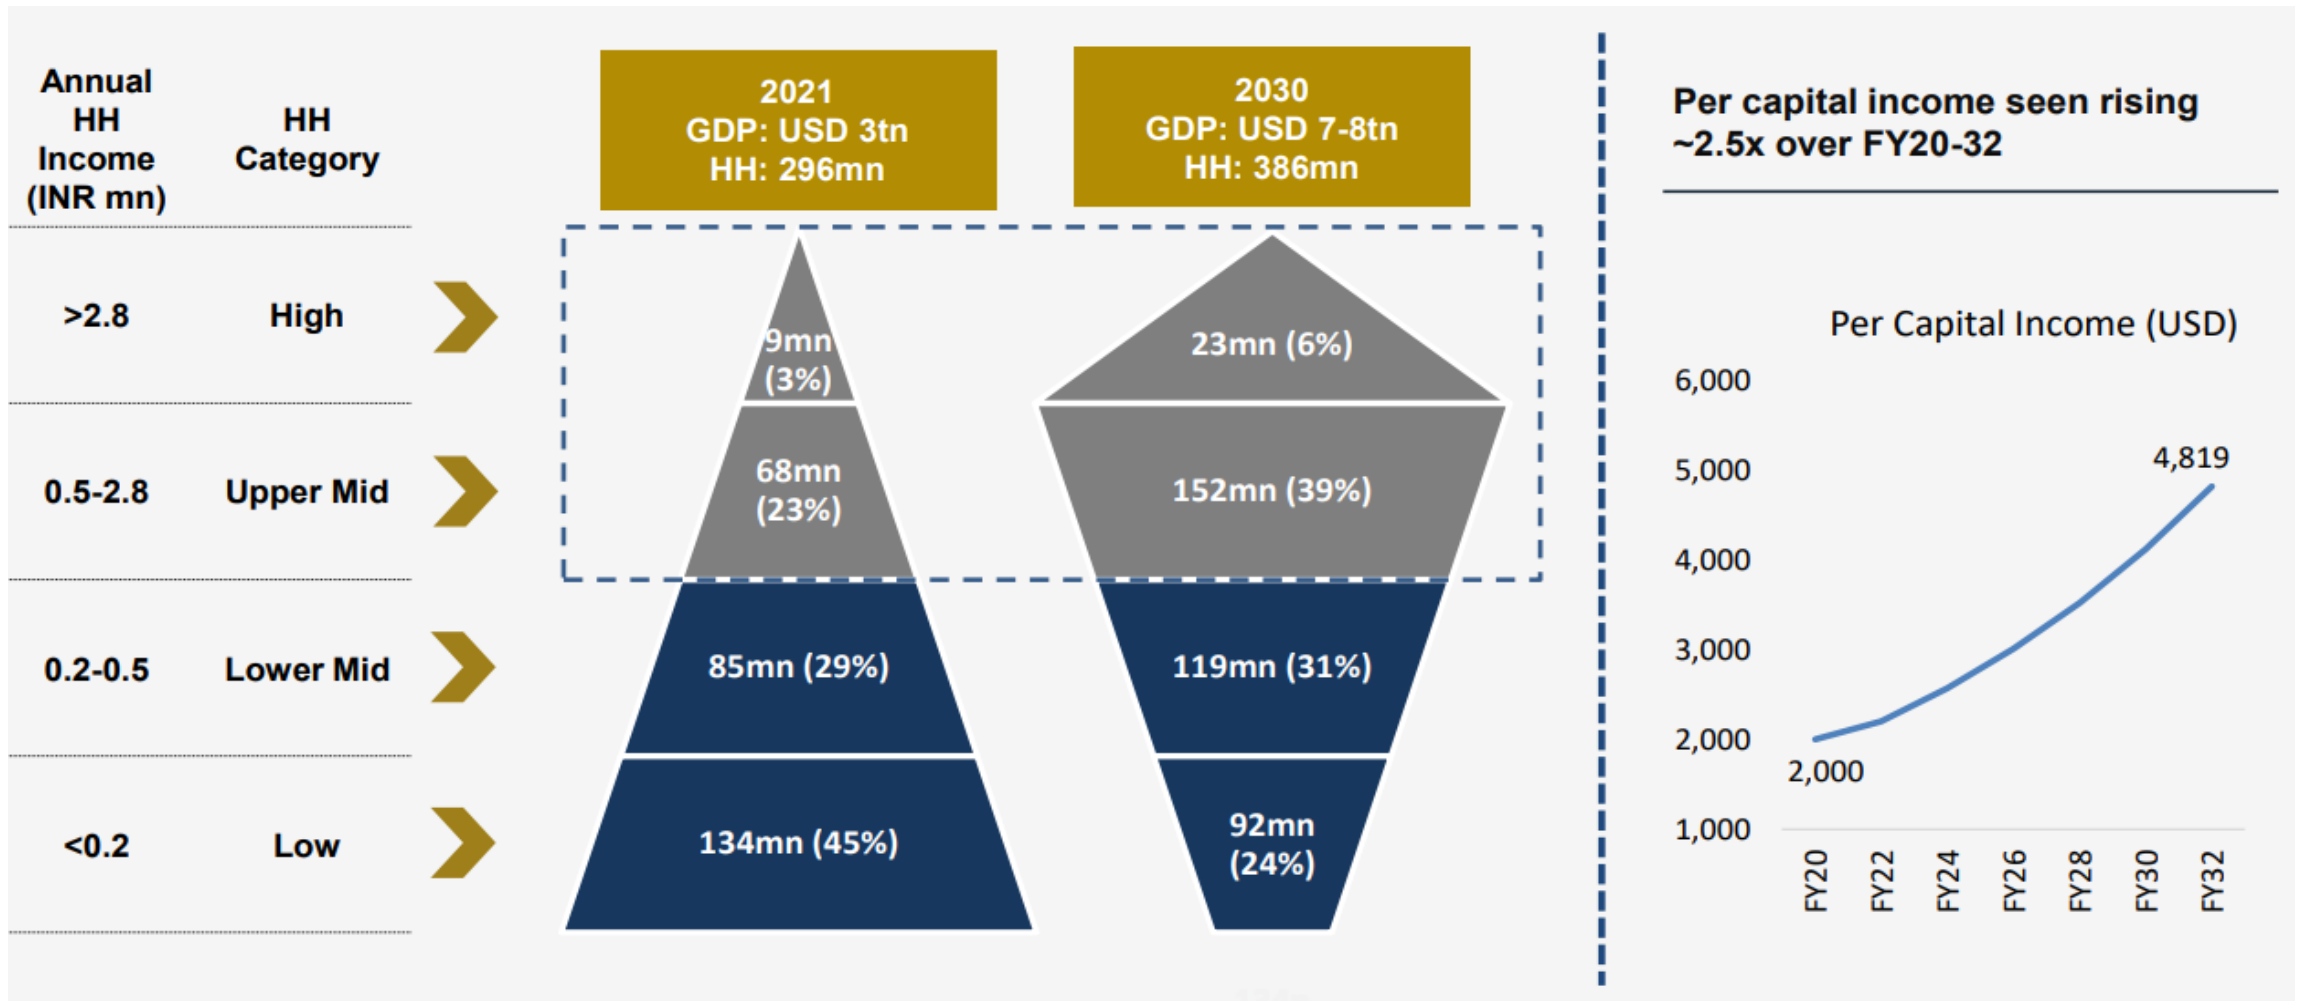 Annual
HH
Income
(INR mn)
HH
Category
2021
GDP: USD 3tn
HH: 296mn
2030
GDP: USD 7-8tn
HH: 386mn
>2.8
High
9mn
(3%)
23mn (6%)
0.5-2.8
Upper Mid
68mn
(23%)
152mn (39%)
0.2-0.5
Lower Mid
85mn (29%)
119mn (31%)
<0.2
Low
134mn (45%)
92mn
(24%)
Per capital income seen rising
~2.5x over FY20-32
Per Capital Income (USD)
6,000
5,000
4,000
3,000
2,000
1,000
4,819
2,000
FY20
FY22
FY24
FY26
FY28
FY30
FY32